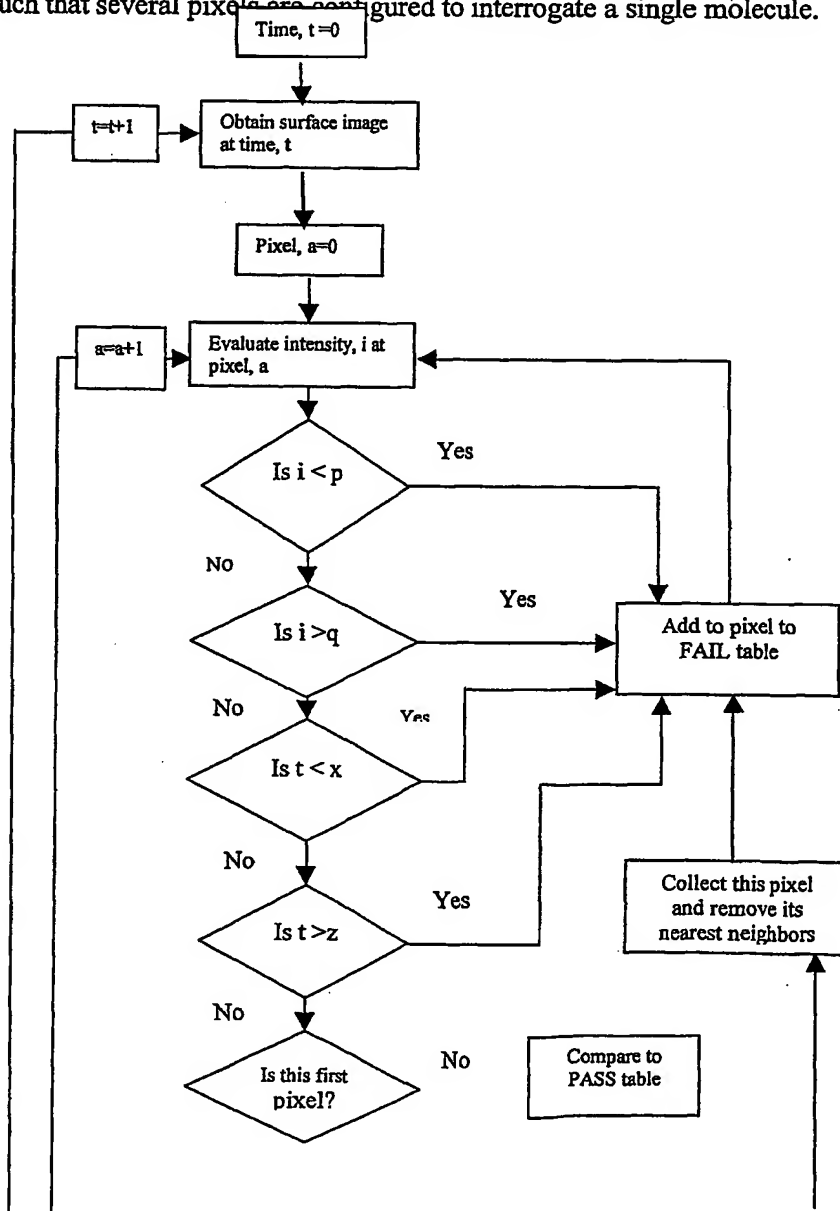 uch that several pixels are configured to interrogate a single molecule.
Time, t=0
t=t+1
Obtain surface image
at time, t
Pixel, a=0
a=a+1
Evaluate intensity, i at
pixel, a
Is i < p
Yes
No
Is i >q
Yes
Add to pixel to
FAIL table
No
Yes
Is t < x
No
Collect this pixel
and remove its
nearest neighbors
Yes
Is t >z
No
Is this first
pixel?
No
Compare to
PASS table